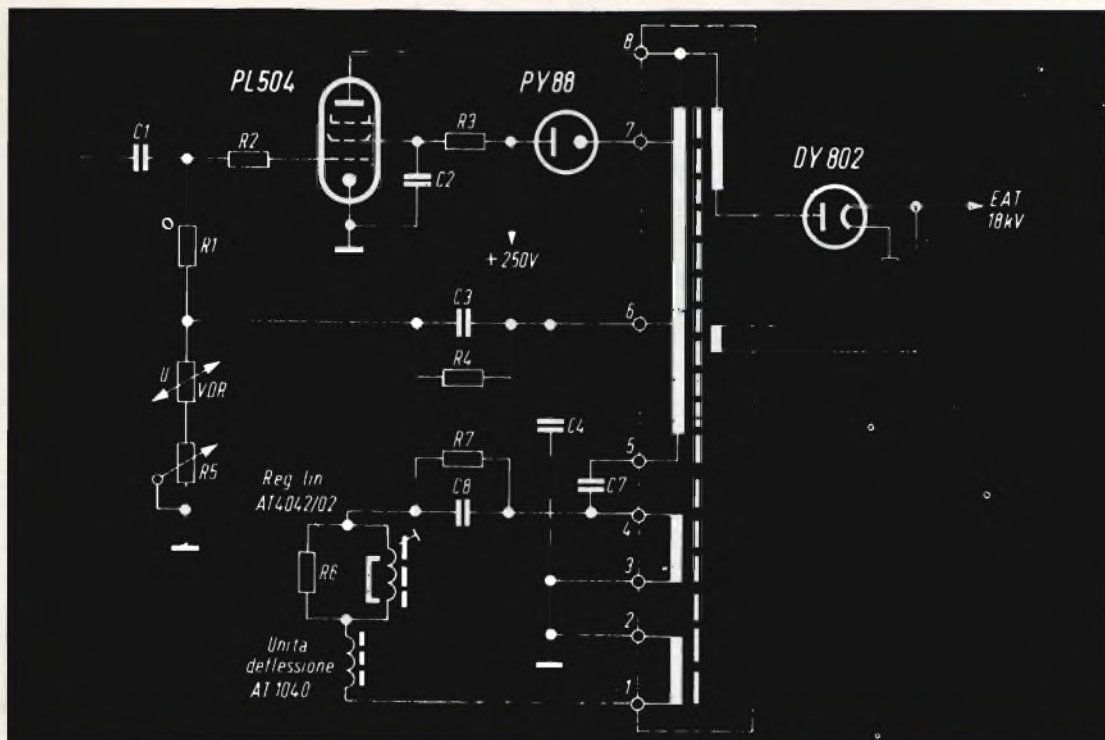 8
PL504
PY88
C1
R2
R3
7
C2
DY 802
EAT
18kV
R1
+250V
C3
6
R4
U
VDR
C4
R7
5
R5
Reg lin
AT4042/02
C8
C7
4
R6
3
2
Unità
deflessione
AT 1040
1